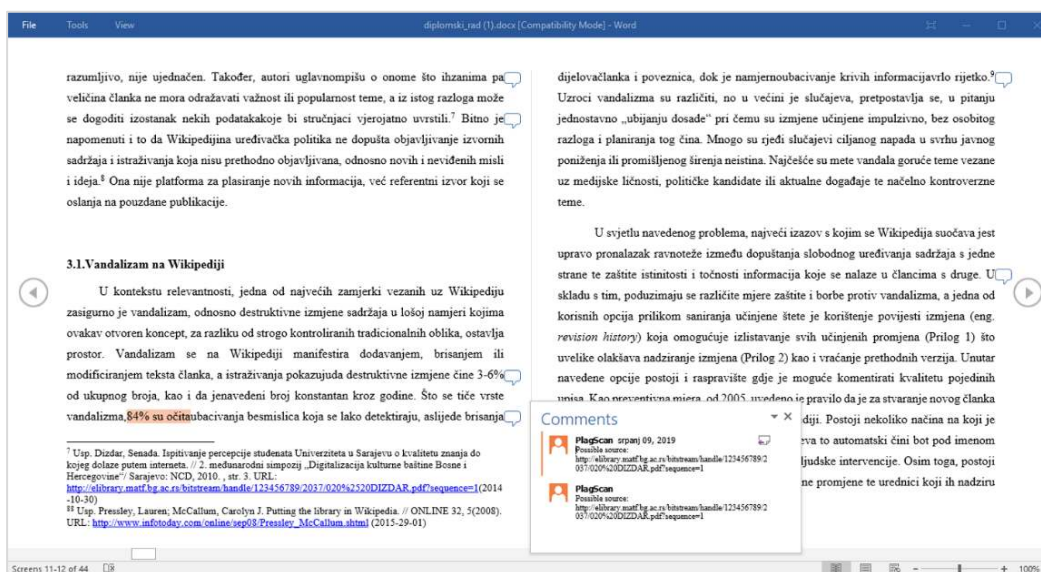 File Tools View diplomski_rad (1).docx [Compatibility Mode] - Word
razumljivo, nije ujednačen. Također, autori uglavnompišu o onome što ihzanima pa
veličina članka ne mora odražavati važnost ili popularnost teme, a iz istog razloga može
se dogoditi izostanak nekih podatakakoje bi stručnjaci vjerojatno uvrstili.7 Bitno je
napomenuti i to da Wikipedijina uređivačka politika ne dopušta objavljivanje izvornih
sadržaja i istraživanja koja nisu prethodno objavljivana, odnosno novih i neviđenih misli
i ideja.8 Ona nije platforma za plasiranje novih informacija, već referentni izvor koji se
oslanja na pouzdane publikacije.
3.1.Vandalizam na Wikipediji
U kontekstu relevantnosti, jedna od najvećih zamjerki vezanih uz Wikipediju
zasigurno je vandalizam, odnosno destruktivne izmjene sadržaja u lošoj namjeri kojima
ovakav otvoren koncept, za razliku od strogo kontroliranih tradicionalnih oblika, ostavlja
prostor. Vandalizam se na Wikipediji manifestira dodavanjem, brisanjem ili
modificiranjem teksta članka, a istraživanja pokazujuda destruktivne izmjene čine 3-6%
od ukupnog broja, kao i da jenavedeni broj konstantan kroz godine. Što se tiče vrste
vandalizma,84% su očitaubacivanja besmislica koja se lako detektiraju, aslijede brisanja
7 Usp. Dizdar, Senada. Ispitivanje percepcije studenata Univerziteta u Sarajevu o kvalitetu znanja do
kojeg dolaze putem interneta. // 2. međunarodni simpozij „Digitalizacija kulturne baštine Bosne i
Hercegovine“/ Sarajevo: NCD, 2010. , str. 3. URL:
http://elibrary.matf.bg.ac.rs/bitstream/handle/123456789/2037/020%2520DIZDAR.pdf?sequence=1(2014
-10-30)
88 Usp. Pressley, Lauren; McCallum, Carolyn J. Putting the library in Wikipedia. // ONLINE 32, 5(2008).
URL: http://www.infotoday.com/online/sep08/Pressley_McCallum.shtml (2015-29-01)
dijelovačlanka i poveznica, dok je namjernoubacivanje krivih informacijavrlo rijetko.9
Uzroci vandalizma su različiti, no u većini je slučajeva, pretpostavlja se, u pitanju
jednostavno „ubijanju dosade“ pri čemu su izmjene učinjene impulzivno, bez osobitog
razloga i planiranja tog čina. Mnogo su rjeđi slučajevi ciljanog napada u svrhu javnog
poniženja ili promišljenog širenja neistina. Najčešće su mete vandala goruće teme vezane
uz medijske ličnosti, političke kandidate ili aktualne događaje te načelno kontroverzne
teme.
U svjetlu navedenog problema, najveći izazov s kojim se Wikipedija suočava jest
upravo pronalazak ravnoteže između dopuštanja slobodnog uređivanja sadržaja s jedne
strane te zaštite istinitosti i točnosti informacija koje se nalaze u člancima s druge. U
skladu s tim, poduzimaju se različite mjere zaštite i borbe protiv vandalizma, a jedna od
korisnih opcija prilikom saniranja učinjene štete je korištenje povijesti izmjena (eng.
revision history) koja omogućuje izlistavanje svih učinjenih promjena (Prilog 1) što
uvelike olakšava nadziranje izmjena (Prilog 2) kao i vraćanje prethodnih verzija. Unutar
navedene opcije postoji i raspravište gdje je moguće komentirati kvalitetu pojedinih
upisa. Kao preventivna mjera, od 2005. uvedeno je pravilo da je za stvaranje novog članka
diji. Postoji nekoliko načina na koji je
eva to automatski čini bot pod imenom
ljudske intervencije. Osim toga, postoji
ne promjene te urednici koji ih nadziru
Comments
PlagScan srpanj 09, 2019
Possible source:
http://elibrary.matf.bg.ac.rs/bitstream/handle/123456789/2
037/020%20DIZDAR.pdf?sequence=1
PlagScan
Possible source:
http://elibrary.matf.bg.ac.rs/bitstream/handle/123456789/2
037/020%20DIZDAR.pdf?sequence=1
Screens 11-12 of 44 100%